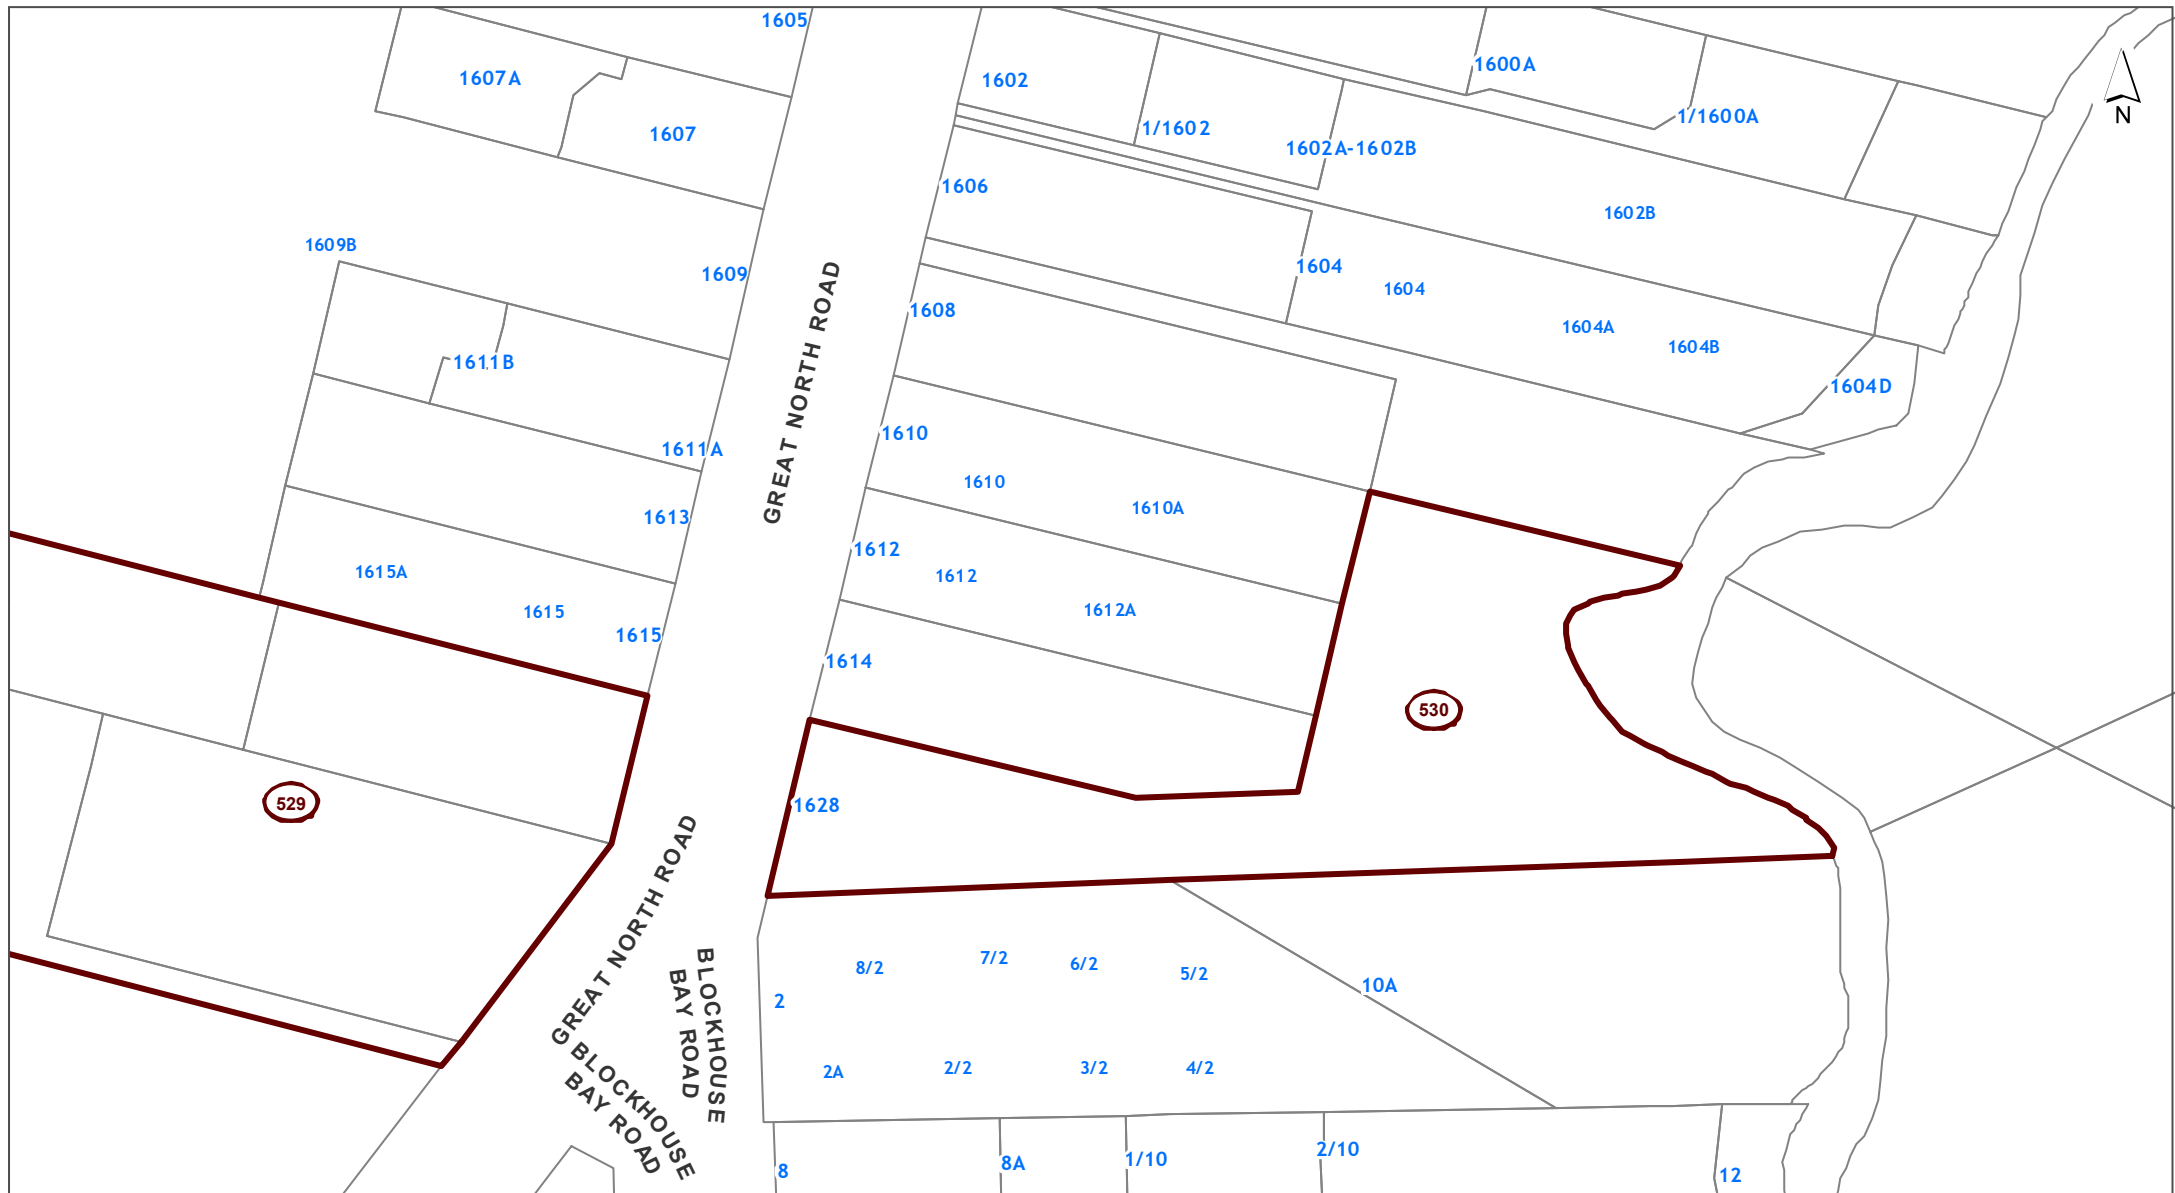 1605
1607A
1602
1600A
1/1600A
N
1607
1/1602
1602A-1602B
1606
1602B
1609B
1609
1604
1604
1608
1604A
1604B
1611B
1604D
GREAT NORTH ROAD
1611A
1610
1610
1610A
1613
1612
1612
1612A
1615A
1615
1615
1614
530
529
1628
GREAT NORTH ROAD
BLOCKHOUSE
BAY ROAD
8/2
7/2
6/2
5/2
10A
2
2A
2/2
3/2
4/2
G
BLOCKHOUSE
BAY ROAD
8
8A
1/10
2/10
12